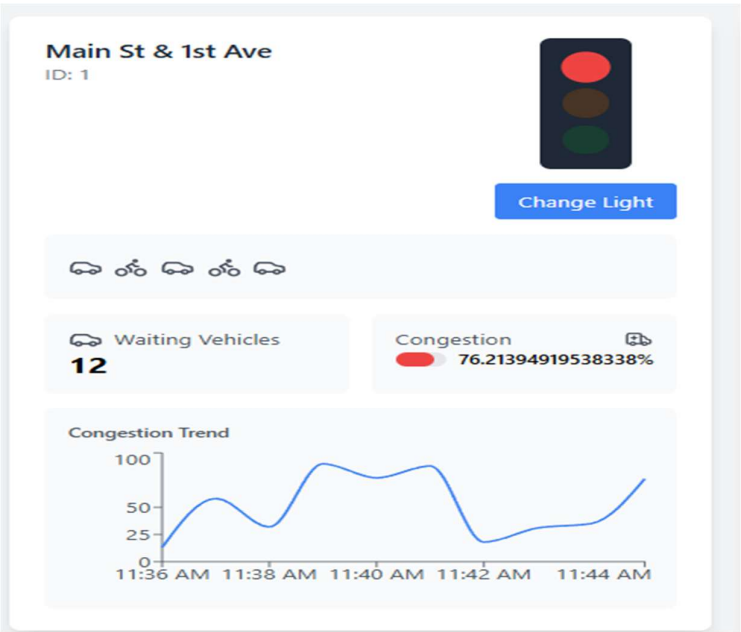 Main St & 1st Ave
ID: 1
Change Light
Waiting Vehicles
12
Congestion
76.21394919538338%
Congestion Trend
100
50
25
0
11:36 AM 11:38 AM 11:40 AM 11:42 AM 11:44 AM